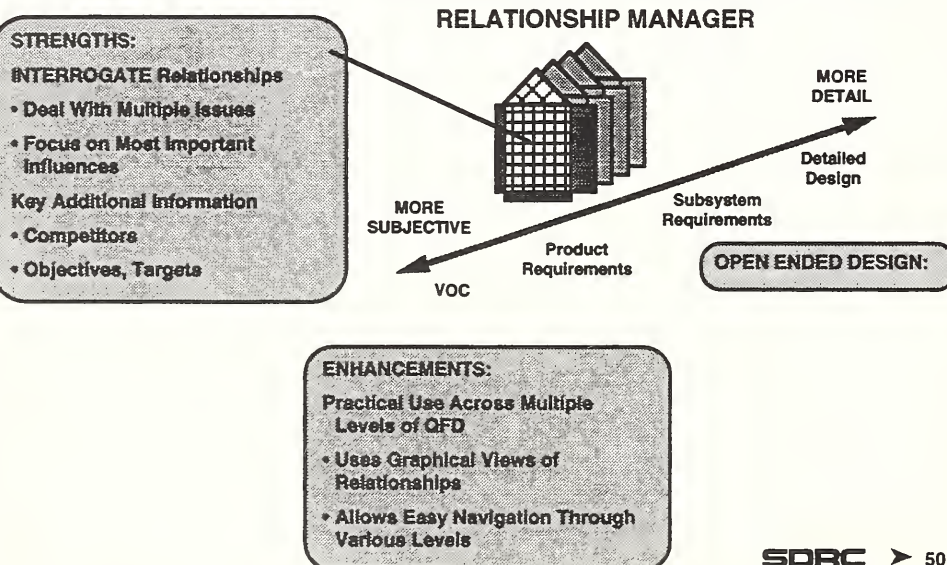 RELATIONSHIP MANAGER
STRENGTHS:
INTERROGATE Relationships
• Deal With Multiple Issues
• Focus on Most Important
Influences
Key Additional Information
• Competitors
• Objectives, Targets
MORE
DETAIL
Detailed
Design
Subsystem
Requirements
MORE
SUBJECTIVE
Product
Requirements
VOC
OPEN ENDED DESIGN:
ENHANCEMENTS:
Practical Use Across Multiple
Levels of QFD
• Uses Graphical Views of
Relationships
• Allows Easy Navigation Through
Various Levels
SDRC ➤ 50